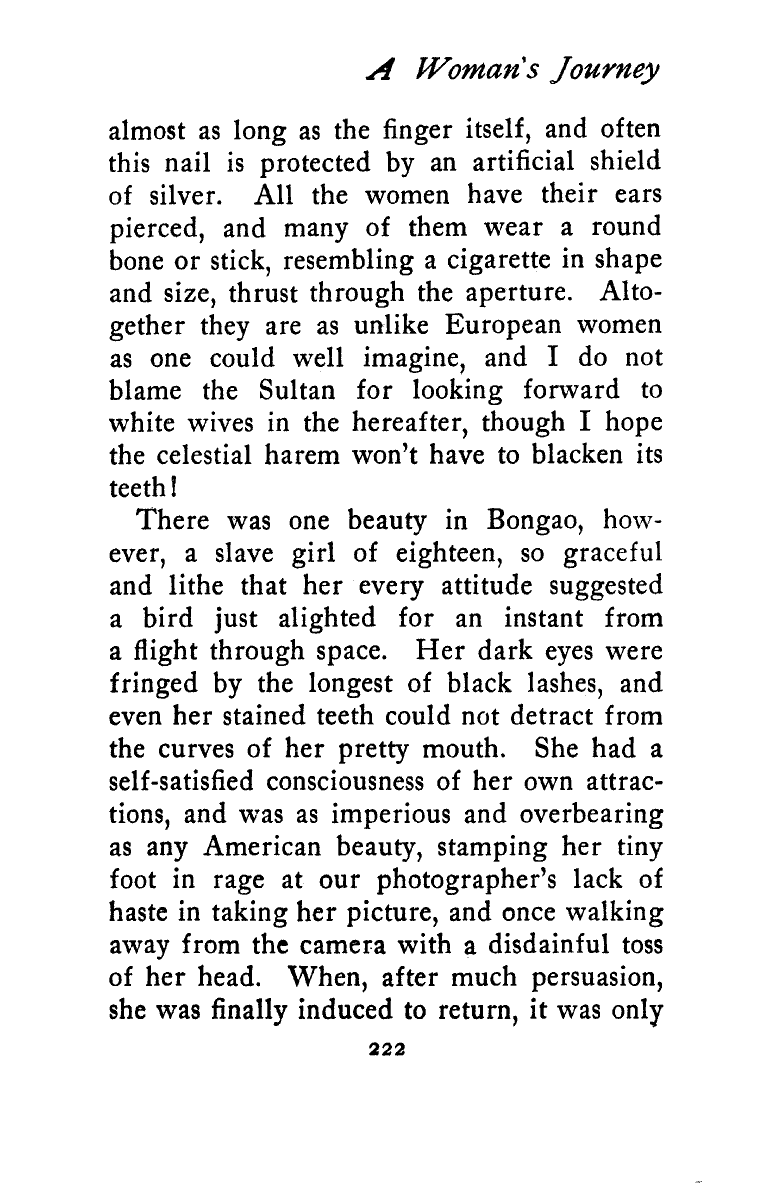 A Woman's Journey
almost as long as the finger itself, and often
this nail is protected by an artificial shield
of silver. All the women have their ears
pierced, and many of them wear a round
bone or stick, resembling a cigarette in shape
and size, thrust through the aperture. Alto-
gether they are as unlike European women
as one could well imagine, and I do not
blame the Sultan for looking forward to
white wives in the hereafter, though I hope
the celestial harem won't have to blacken its
teeth!
There was one beauty in Bongao, how-
ever, a slave girl of eighteen, so graceful
and lithe that her every attitude suggested
a bird just alighted for an instant from
a flight through space. Her dark eyes were
fringed by the longest of black lashes, and
even her stained teeth could not detract from
the curves of her pretty mouth. She had a
self-satisfied consciousness of her own attrac-
tions, and was as imperious and overbearing
as any American beauty, stamping her tiny
foot in rage at our photographer's lack of
haste in taking her picture, and once walking
away from the camera with a disdainful toss
of her head. When, after much persuasion,
she was finally induced to return, it was only
222